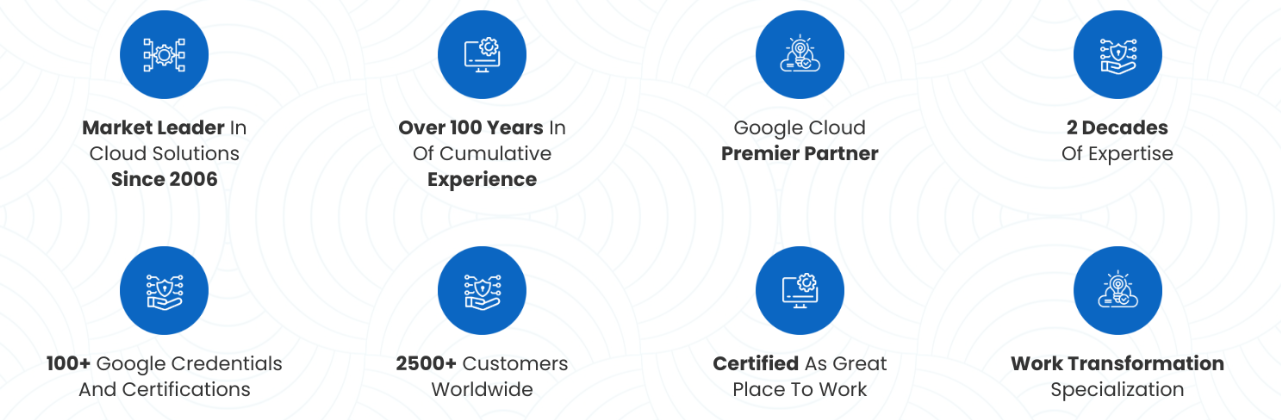 Market Leader In
Cloud Solutions
Since 2006
Over 100 Years In
Of Cumulative
Experience
Google Cloud
Premier Partner
2 Decades
Of Expertise
100+ Google Credentials
And Certifications
2500+ Customers
Worldwide
Certified As Great
Place To Work
Work Transformation
Specialization